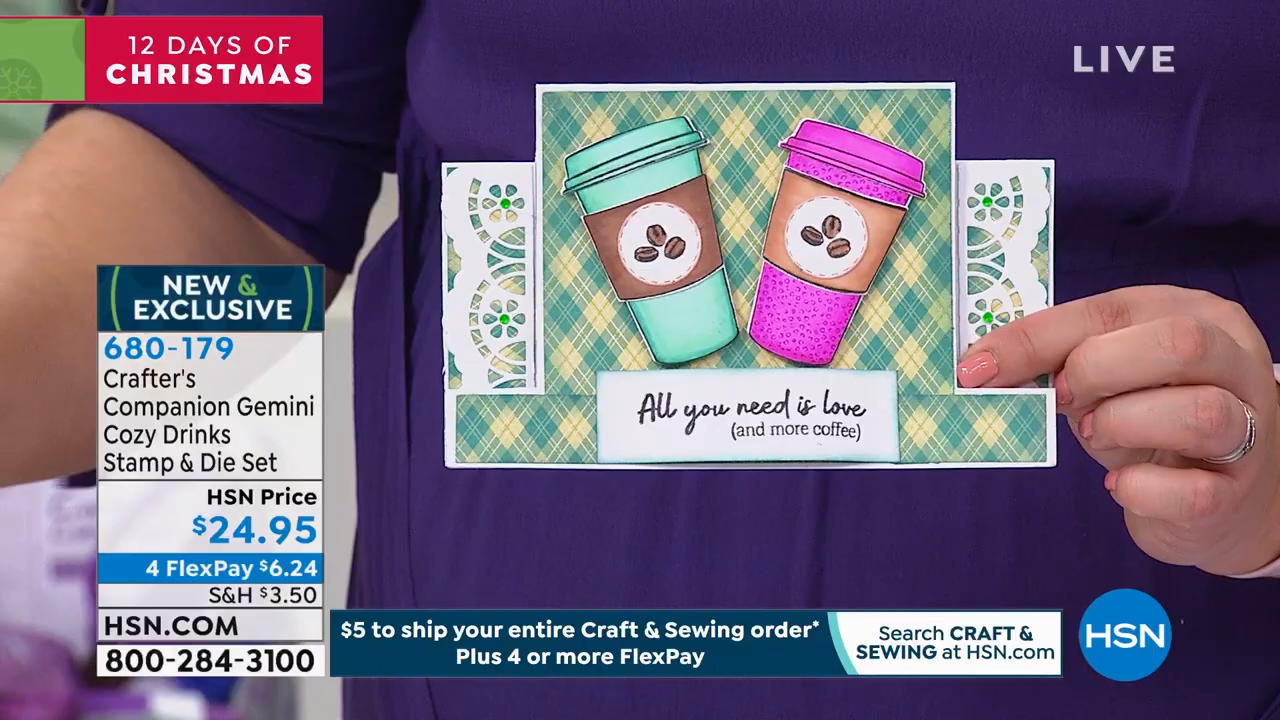 12 DAYS OF
CHRISTMAS
LIVE
NEW &
EXCLUSIVE
680-179
Crafter's
Companion Gemini
Cozy Drinks
Stamp & Die Set
HSN Price
$24.95
4 FlexPay $6.24
S&H $3.50
HSN.COM
800-284-3100
All you need is love
(and more coffee)
$5 to ship your entire Craft & Sewing order*
Plus 4 or more FlexPay
Search CRAFT &
SEWING at HSN.com
HSN